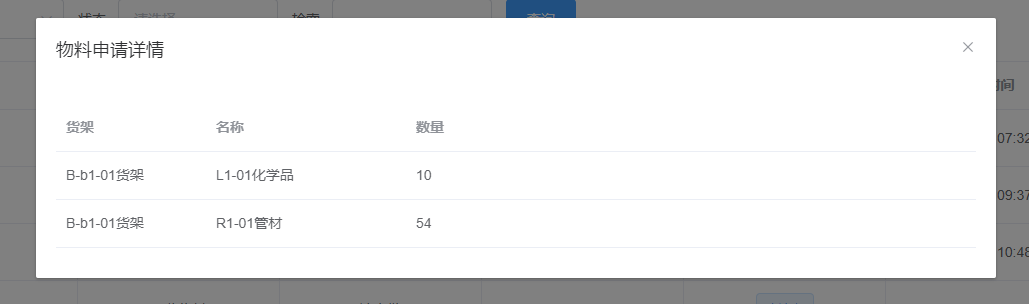 状态 请选择 检索 查询
物料申请详情
时间
货架 名称 数量
07:32
B-b1-01货架 L1-01化学品 10
09:37
B-b1-01货架 R1-01管材 54
10:48